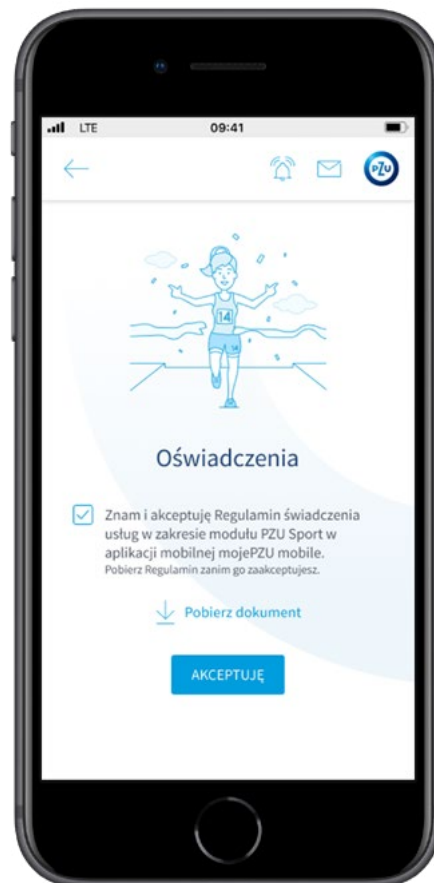 LTE 09:41
PZU
14
14
Oświadczenia
Znam i akceptuję Regulamin świadczenia
usług w zakresie modułu PZU Sport w
aplikacji mobilnej mojePZU mobile.
Pobierz Regulamin zanim go zaakceptujesz.
Pobierz dokument
AKCEPTUJĘ